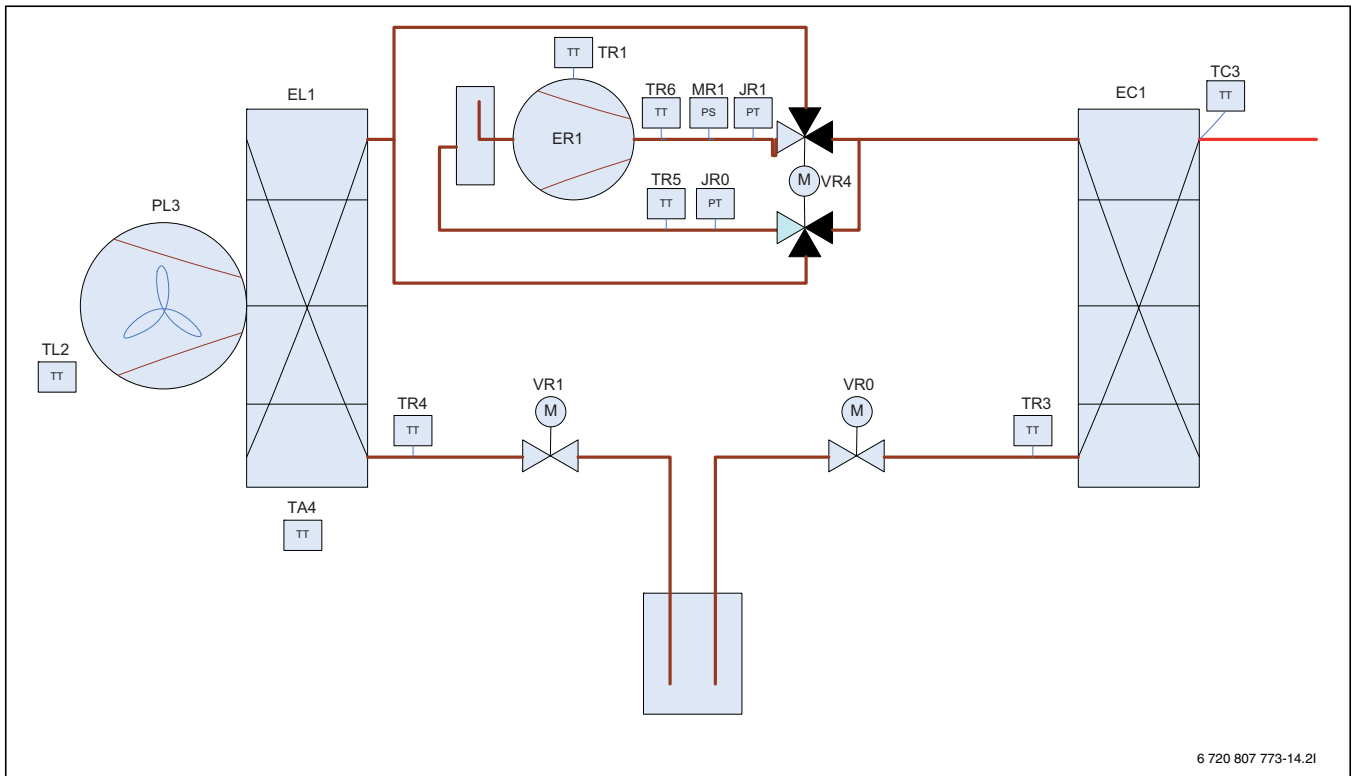 TT TR1
EL1
TR6 MR1 JR1
TT PS PT
TC3
TT
EC1
ER1
PL3
TR5 JR0
TT PT
M VR4
TL2
TT
TR4
TT
VR1
M
VR0
M
TR3
TT
TA4
TT
6 720 807 773-14.2I